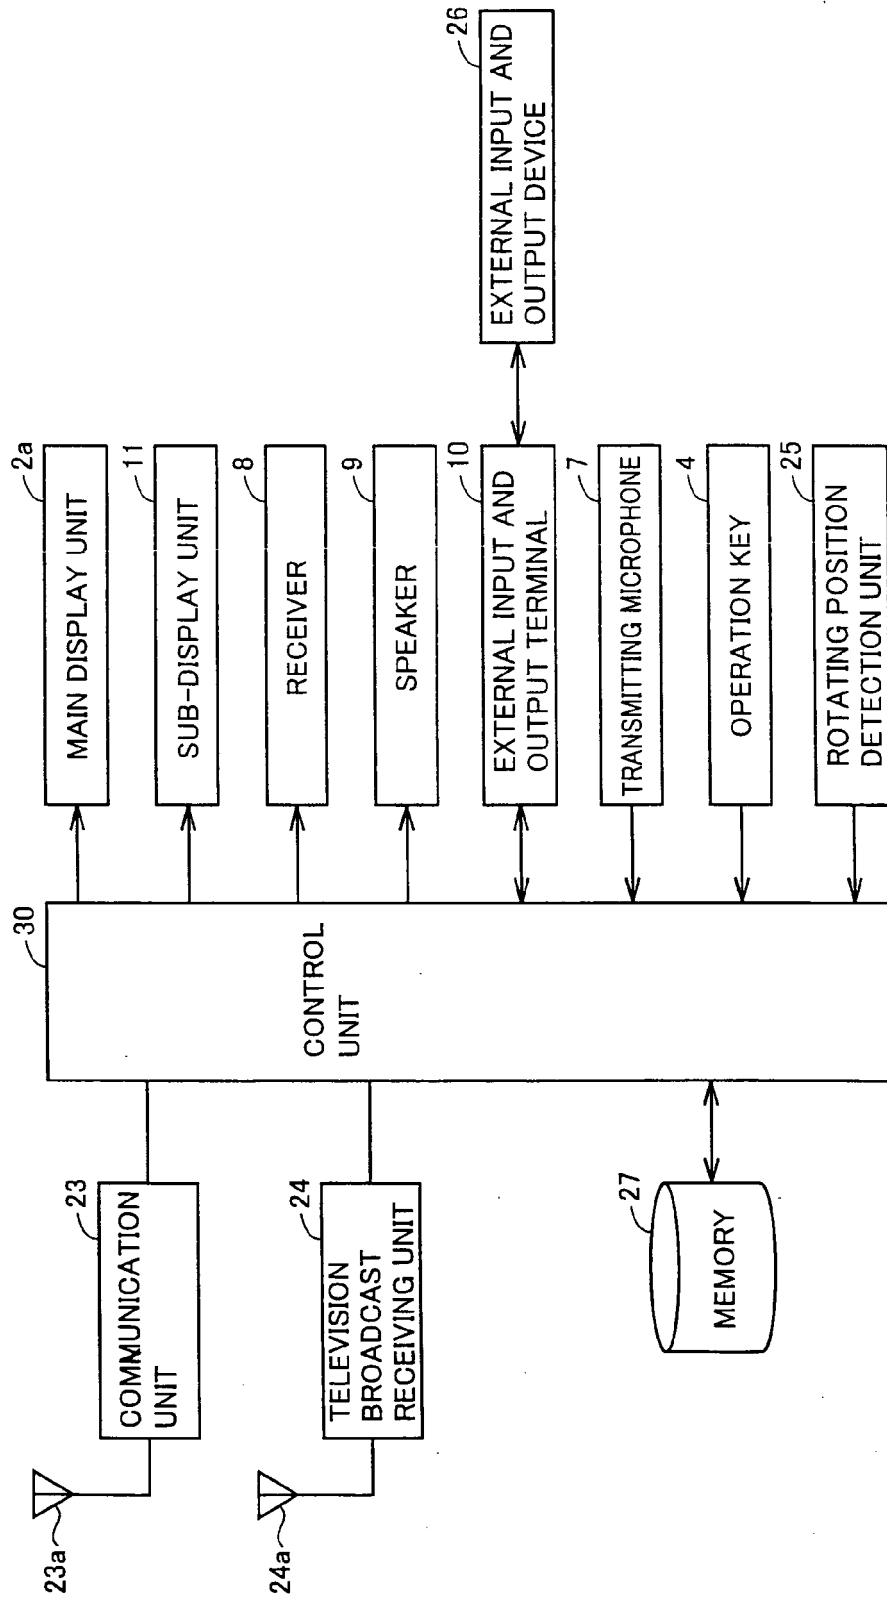 23a
23
COMMUNICATION
UNIT
24a
24
TELEVISION
BROADCAST
RECEIVING UNIT
27
MEMORY
30
CONTROL
UNIT
2a
MAIN DISPLAY UNIT
11
SUB-DISPLAY UNIT
8
RECEIVER
9
SPEAKER
10
EXTERNAL INPUT AND
OUTPUT TERMINAL
7
TRANSMITTING MICROPHONE
4
OPERATION KEY
25
ROTATING POSITION
DETECTION UNIT
26
EXTERNAL INPUT AND
OUTPUT DEVICE